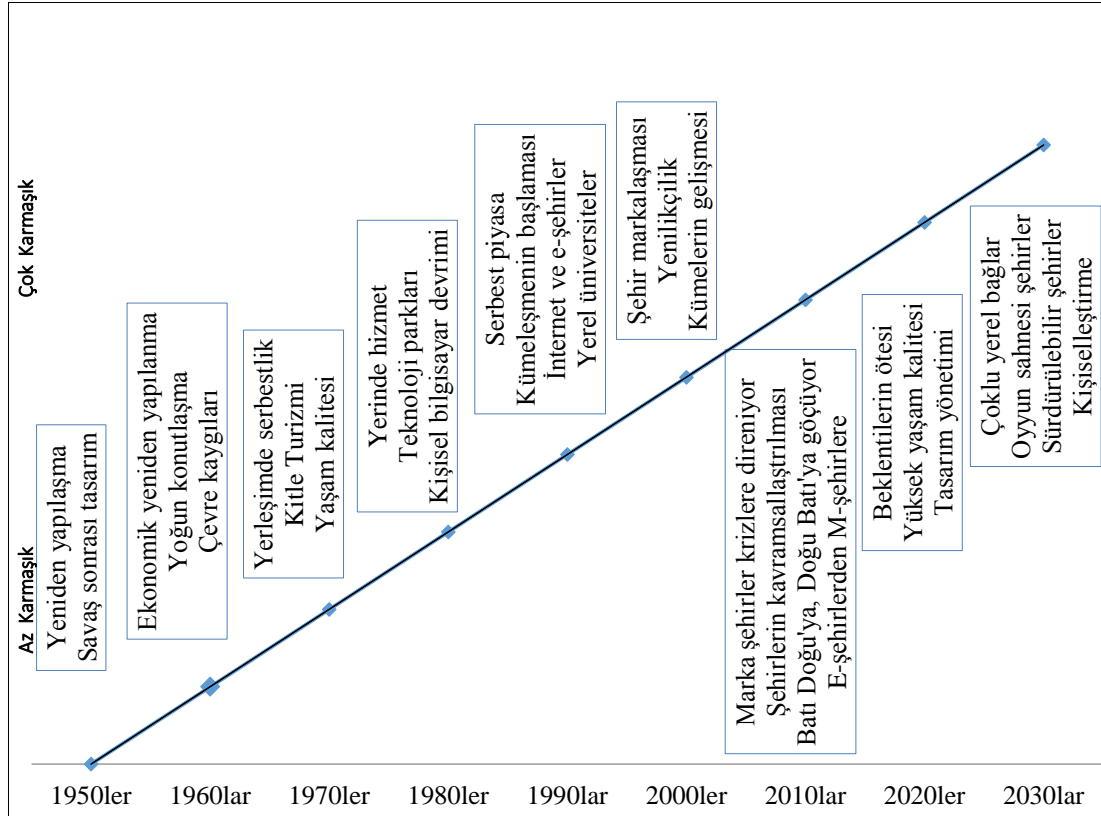 Çok Karmaşık
Az Karmaşık
Yeniden yapılaşma
Savaş sonrası tasarım
Ekonomik yeniden yapılanma
Yoğun konutlaşma
Çevre kaygıları
Yerleşimde serbestlik
Kitle Turizmi
Yaşam kalitesi
Yerinde hizmet
Teknoloji parkları
Kişisel bilgisayar devrimi
Serbest piyasa
Kümeleşmenin başlaması
İnternet ve e-şehirler
Yerel üniversiteler
Şehir markalaşması
Yenilikçilik
Kümelerin gelişmesi
Marka şehirler krizlere direniyor
Şehirlerin kavramsallaştrılması
Batı Doğu'ya, Doğu Batı'ya göçüyor
E-şehirlerden M-şehirlere
Beklentilerin ötesi
Yüksek yaşam kalitesi
Tasarım yönetimi
Çoklu yerel bağlar
Oyyun sahnesi şehirler
Sürdürülebilir şehirler
Kişiselleştirme
1950ler
1960lar
1970ler
1980ler
1990lar
2000ler
2010lar
2020ler
2030lar